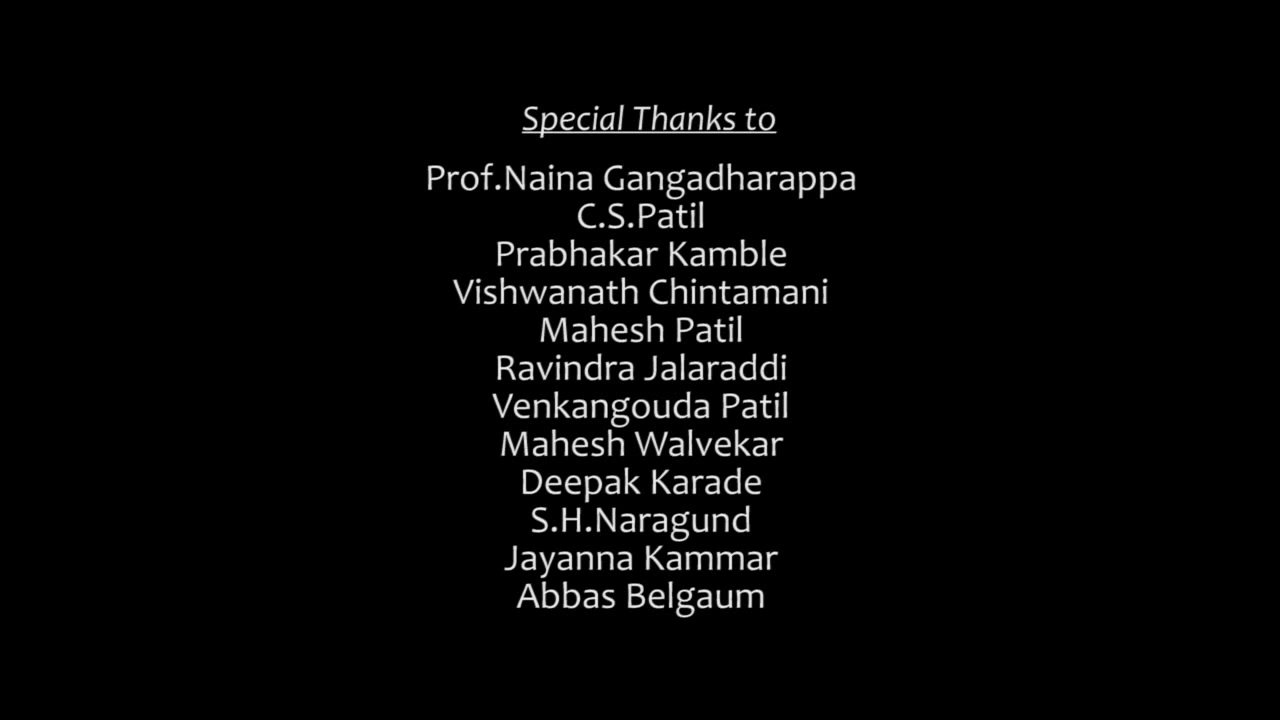 Special Thanks to
Prof.Naina Gangadharappa
C.S.Patil
Prabhakar Kamble
Vishwanath Chintamani
Mahesh Patil
Ravindra Jalaraddi
Venkangouda Patil
Mahesh Walvekar
Deepak Karade
S.H.Naragund
Jayanna Kammar
Abbas Belgaum